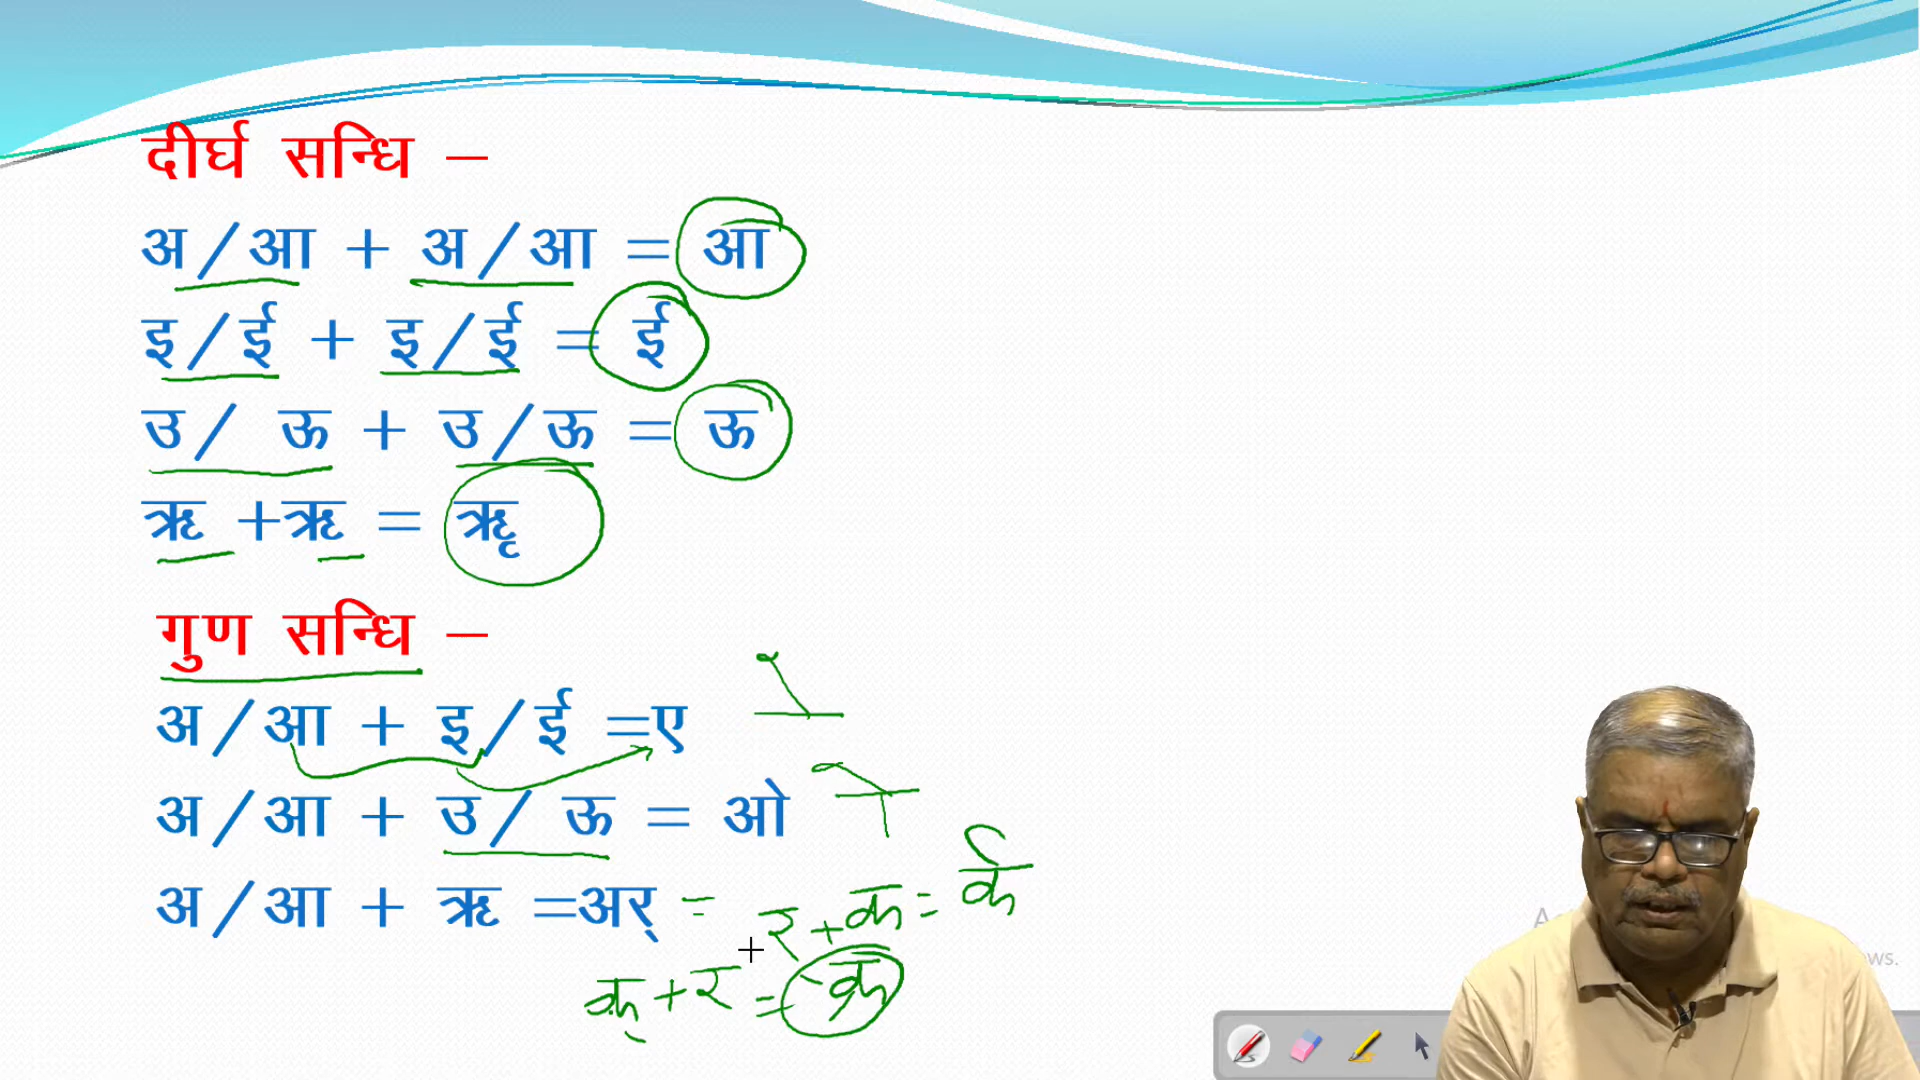 दीर्घ सन्धि –
अ/आ + अ/आ = आ
इ/ई + इ/ई = ई
उ/ ऊ + उ/ऊ = ऊ
ऋ +ऋ = ॠ
गुण सन्धि –
अ/आ + इ/ई =ए
अ/आ + उ/ ऊ = ओ
अ/आ + ऋ =अर् =
र् + क = र्क
क् + र = क्र